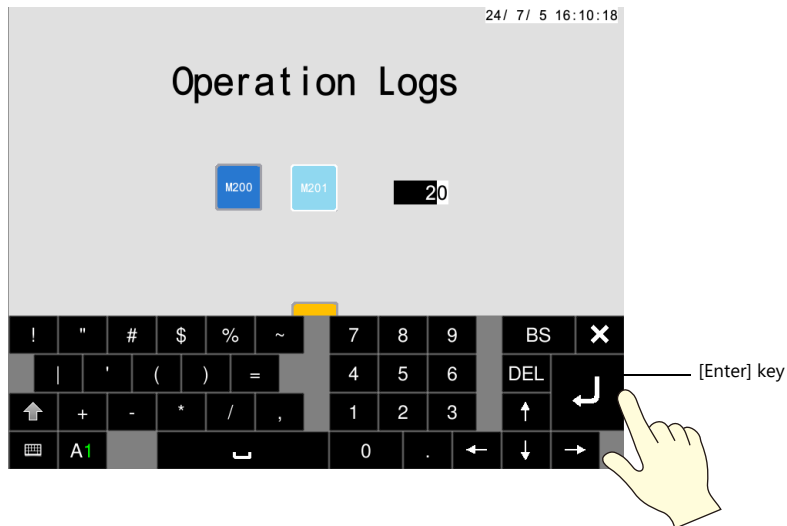 24/ 7/ 5 16:10:18
Operation Logs
M200 M201 20
! " # $ % ~ 7 8 9 BS
| ' ( ) = 4 5 6 DEL
[Enter] key
+ - * / , 1 2 3
A1 0 .